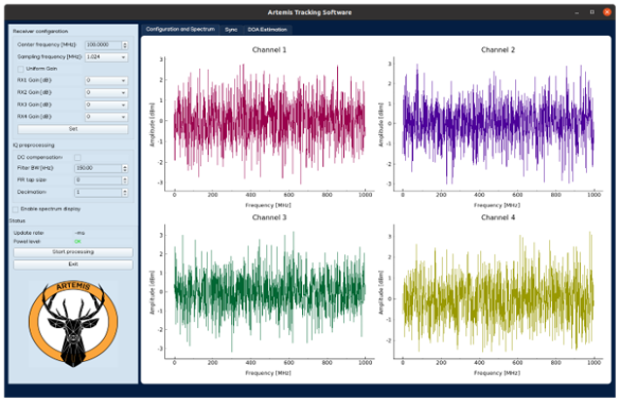 Artemis Tracking Software
Receiver configuration
Center frequency [MHz]: 100.0000
Sampling frequency [MHz]: 1.024
Uniform Gain
RX1 Gain [dB]: 0
RX2 Gain [dB]: 0
RX3 Gain [dB]: 0
RX4 Gain [dB]: 0
Set
IQ preprocessing
DC compensation:
Filter BW [kHz]: 150.00
FIR tap size: 0
Decimation: 1
Enable spectrum display
Status
Update rate: -ms
Power level: OK
Start processing
Exit
ARTEMIS
Configuration and Spectrum Sync DOA Estimation
Channel 1
Amplitude [dBm]
3
2
1
0
-1
-2
-3
0 200 400 600 800 1000
Frequency [MHz]
Channel 2
Amplitude [dBm]
3
2
1
0
-1
-2
-3
0 200 400 600 800 1000
Frequency [MHz]
Channel 3
Amplitude [dBm]
3
2
1
0
-1
-2
-3
0 200 400 600 800 1000
Frequency [MHz]
Channel 4
Amplitude [dBm]
3
2
1
0
-1
-2
0 200 400 600 800 1000
Frequency [MHz]